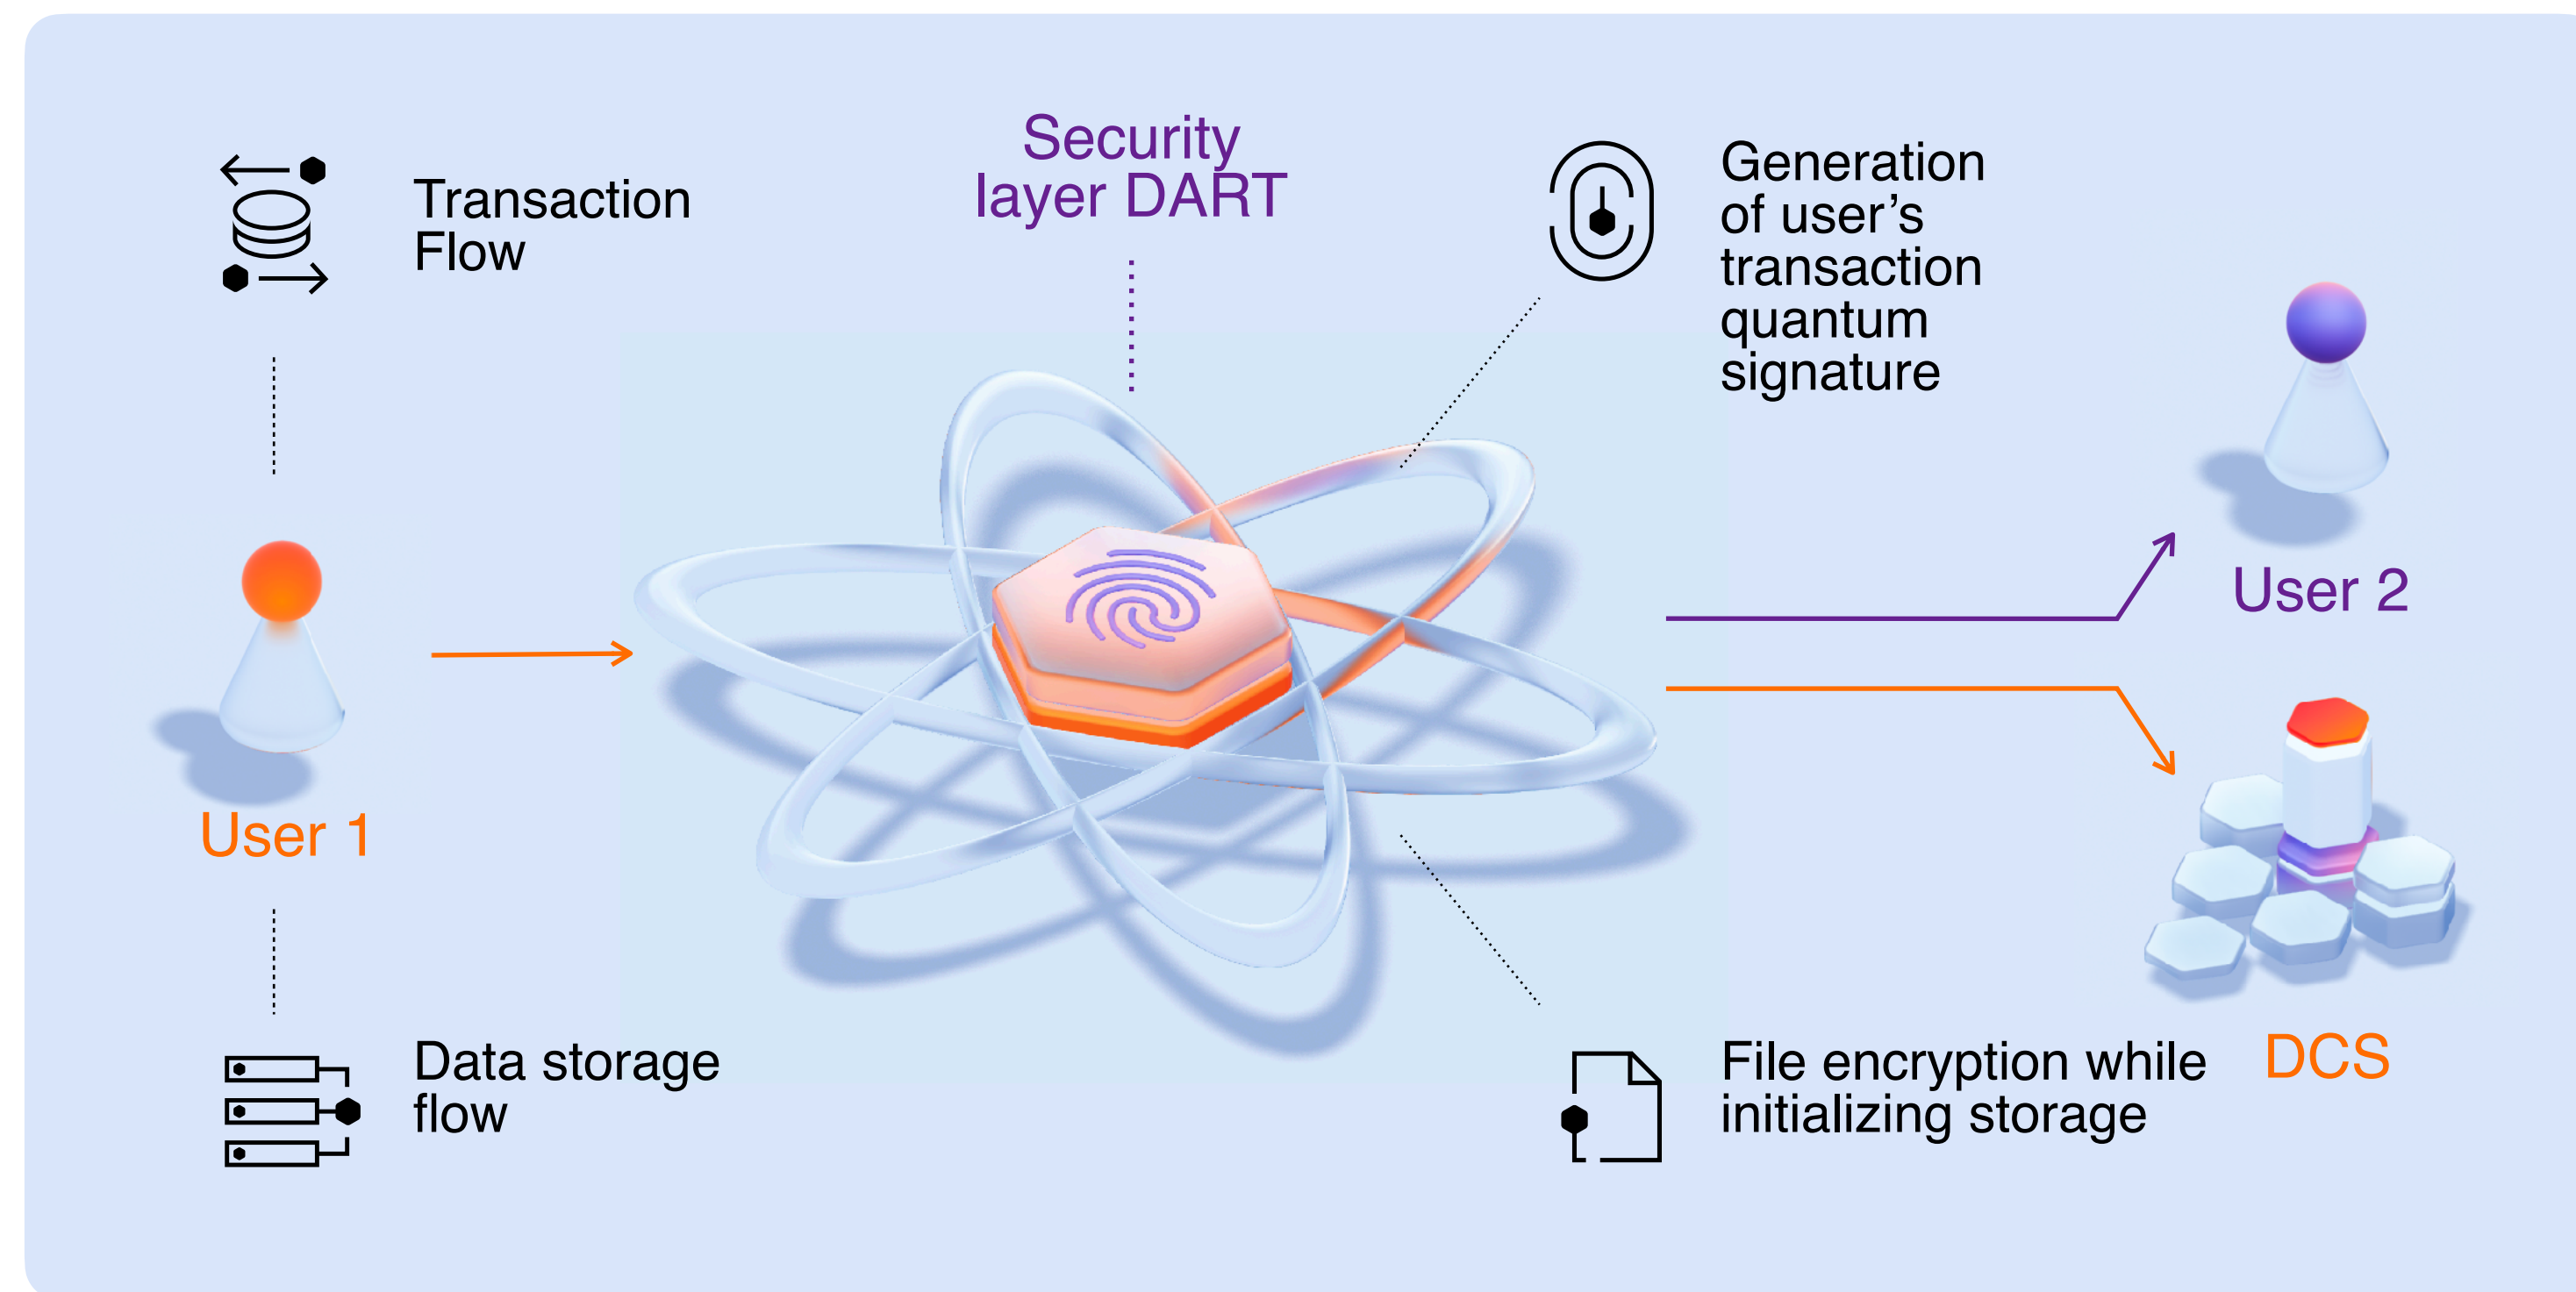 Transaction
Flow
Security
layer DART
Generation
of user’s
transaction
quantum
signature
User 1
User 2
Data storage
flow
File encryption while
initializing storage
DCS